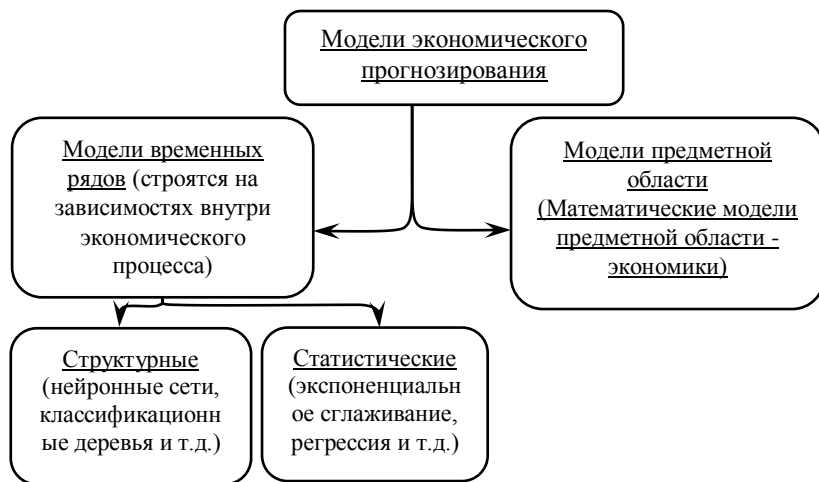 Модели экономического
прогнозирования
Модели временных
рядов (строятся на
зависимостях внутри
экономического
процесса)
Модели предметной
области
(Математические модели
предметной области -
экономики)
Структурные
(нейронные сети,
классификационн
ые деревья и т.д.)
Статистические
(экспоненциальн
ое сглаживание,
регрессия и т.д.)